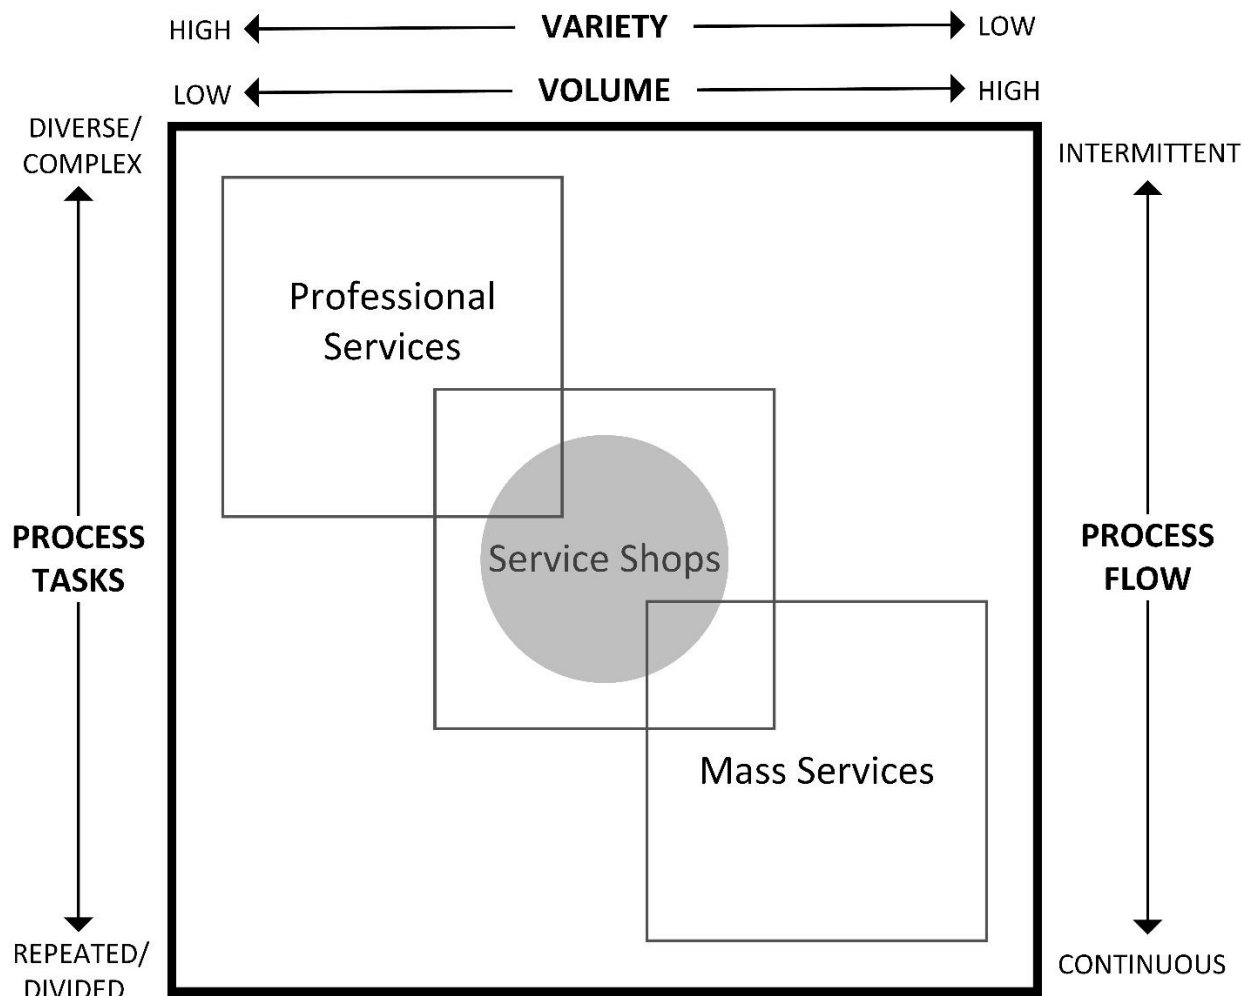 HIGH VARIETY LOW
LOW VOLUME HIGH
DIVERSE/
COMPLEX
INTERMITTENT
Professional
Services
Service Shops
PROCESS
TASKS
PROCESS
FLOW
Mass Services
REPEATED/
DIVIDED
CONTINUOUS